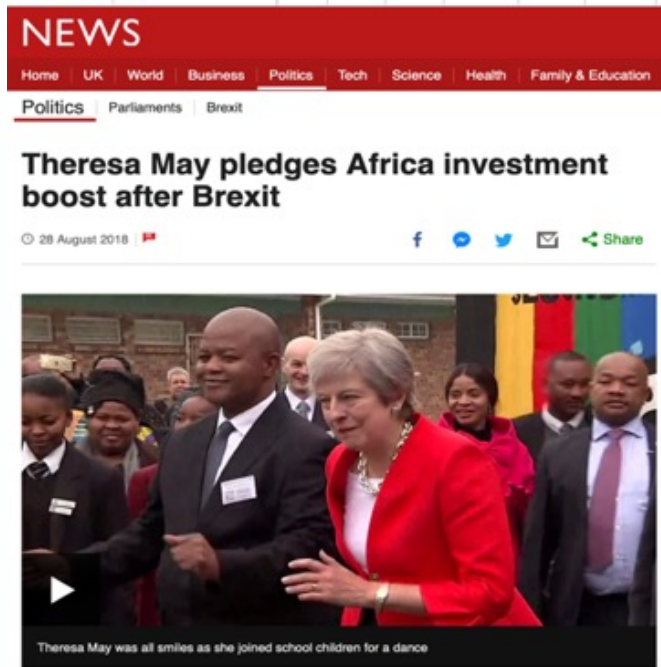 NEWS
Home UK World Business Politics Tech Science Health Family & Education
Politics Parliaments Brexit
Theresa May pledges Africa investment
boost after Brexit
28 August 2018
Share
Theresa May was all smiles as she joined school children for a dance